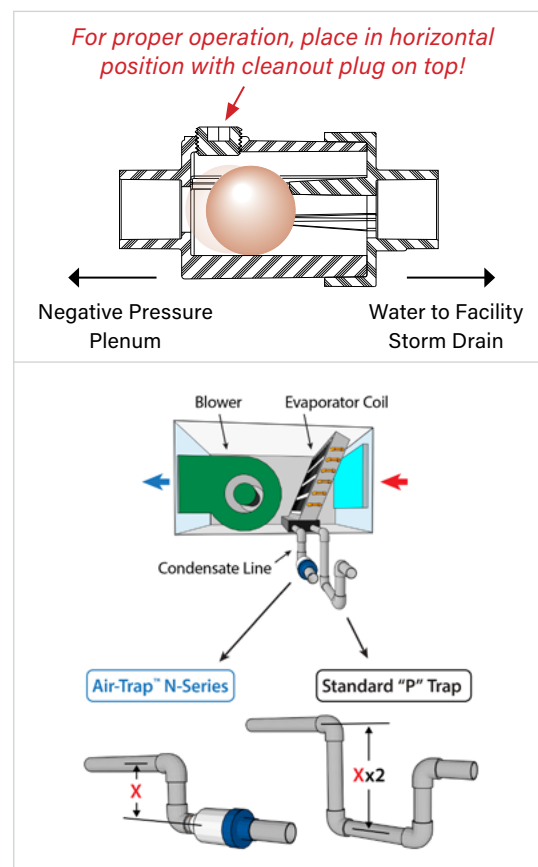 For proper operation, place in horizontal
position with cleanout plug on top!
Negative Pressure
Plenum
Water to Facility
Storm Drain
Blower
Evaporator Coil
Condensate Line
Air-Trap™ N-Series
Standard “P” Trap
X
Xx2